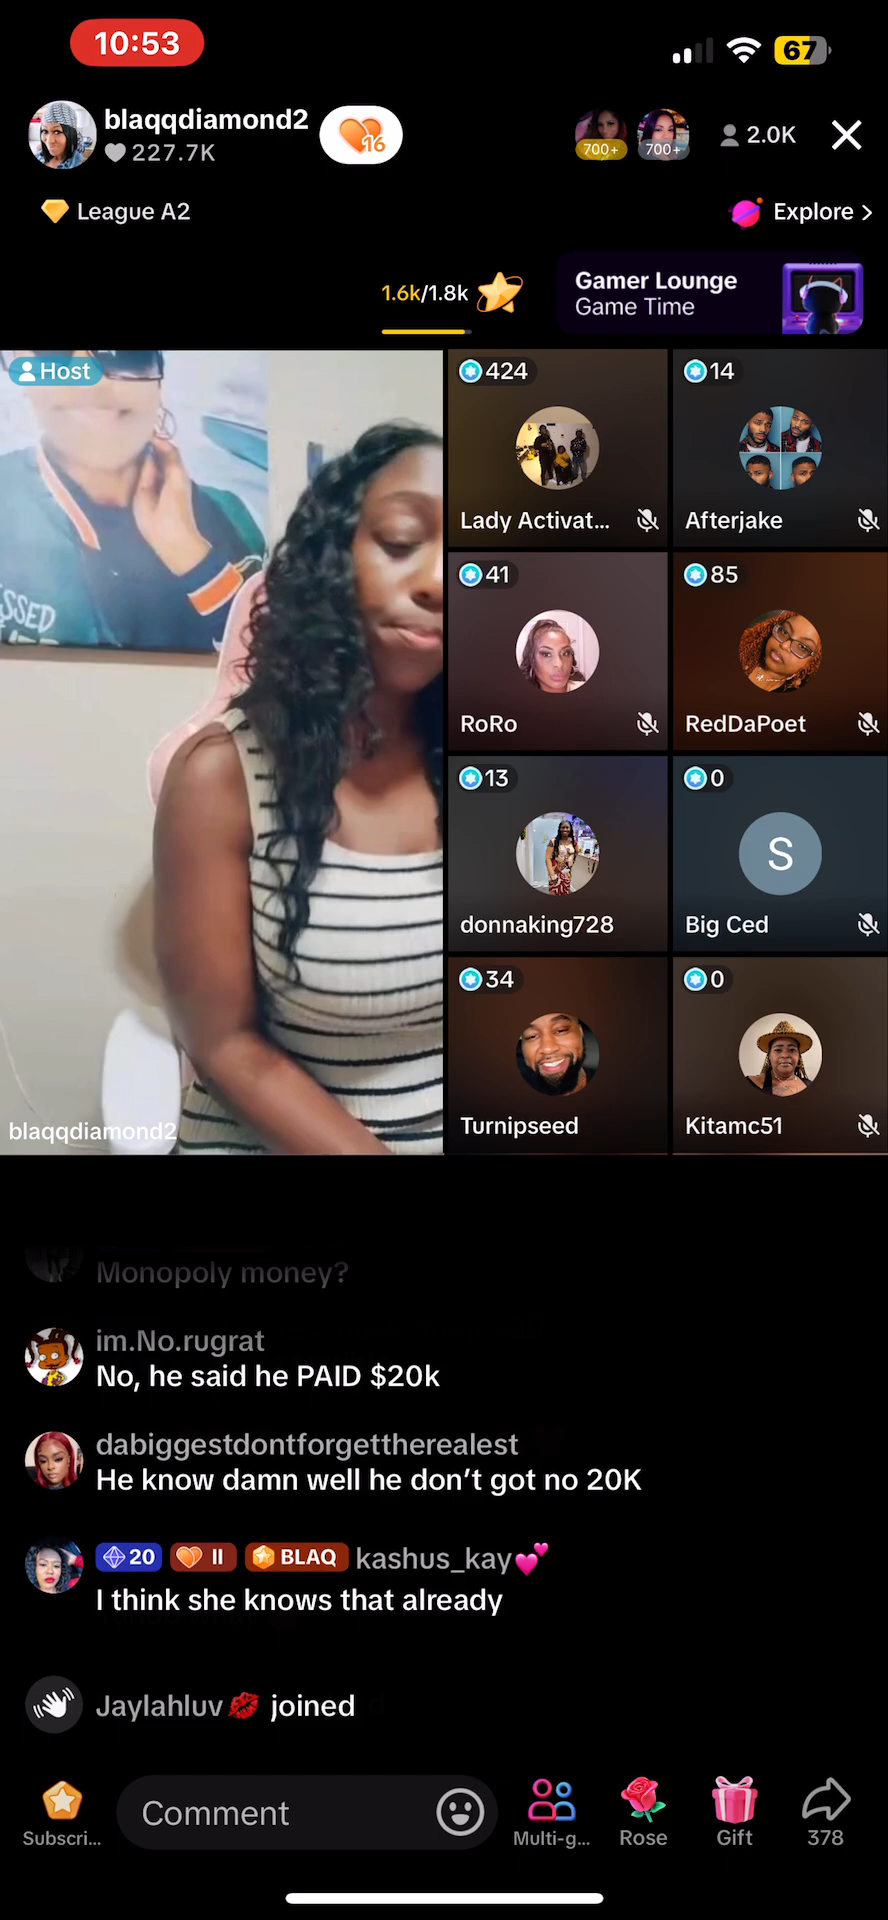 10:53
67
blaqqdiamond2
227.7K
16
700+
700+
2.0K
League A2
Explore >
1.6k/1.8k
Gamer Lounge
Game Time
Host
SSED
blaqqdiamond2
424
Lady Activat...
14
Afterjake
41
RoRo
85
RedDaPoet
13
donnaking728
0
S
Big Ced
34
Turnipseed
0
Kitamc51
Monopoly money?
im.No.rugrat
No, he said he PAID $20k
dabiggestdontforgettherealest
He know damn well he don't got no 20K
20 II BLAQ kashus_kay💕
I think she knows that already
Jaylahluv💋 joined
Subscri...
Comment
Multi-g...
Rose
Gift
378